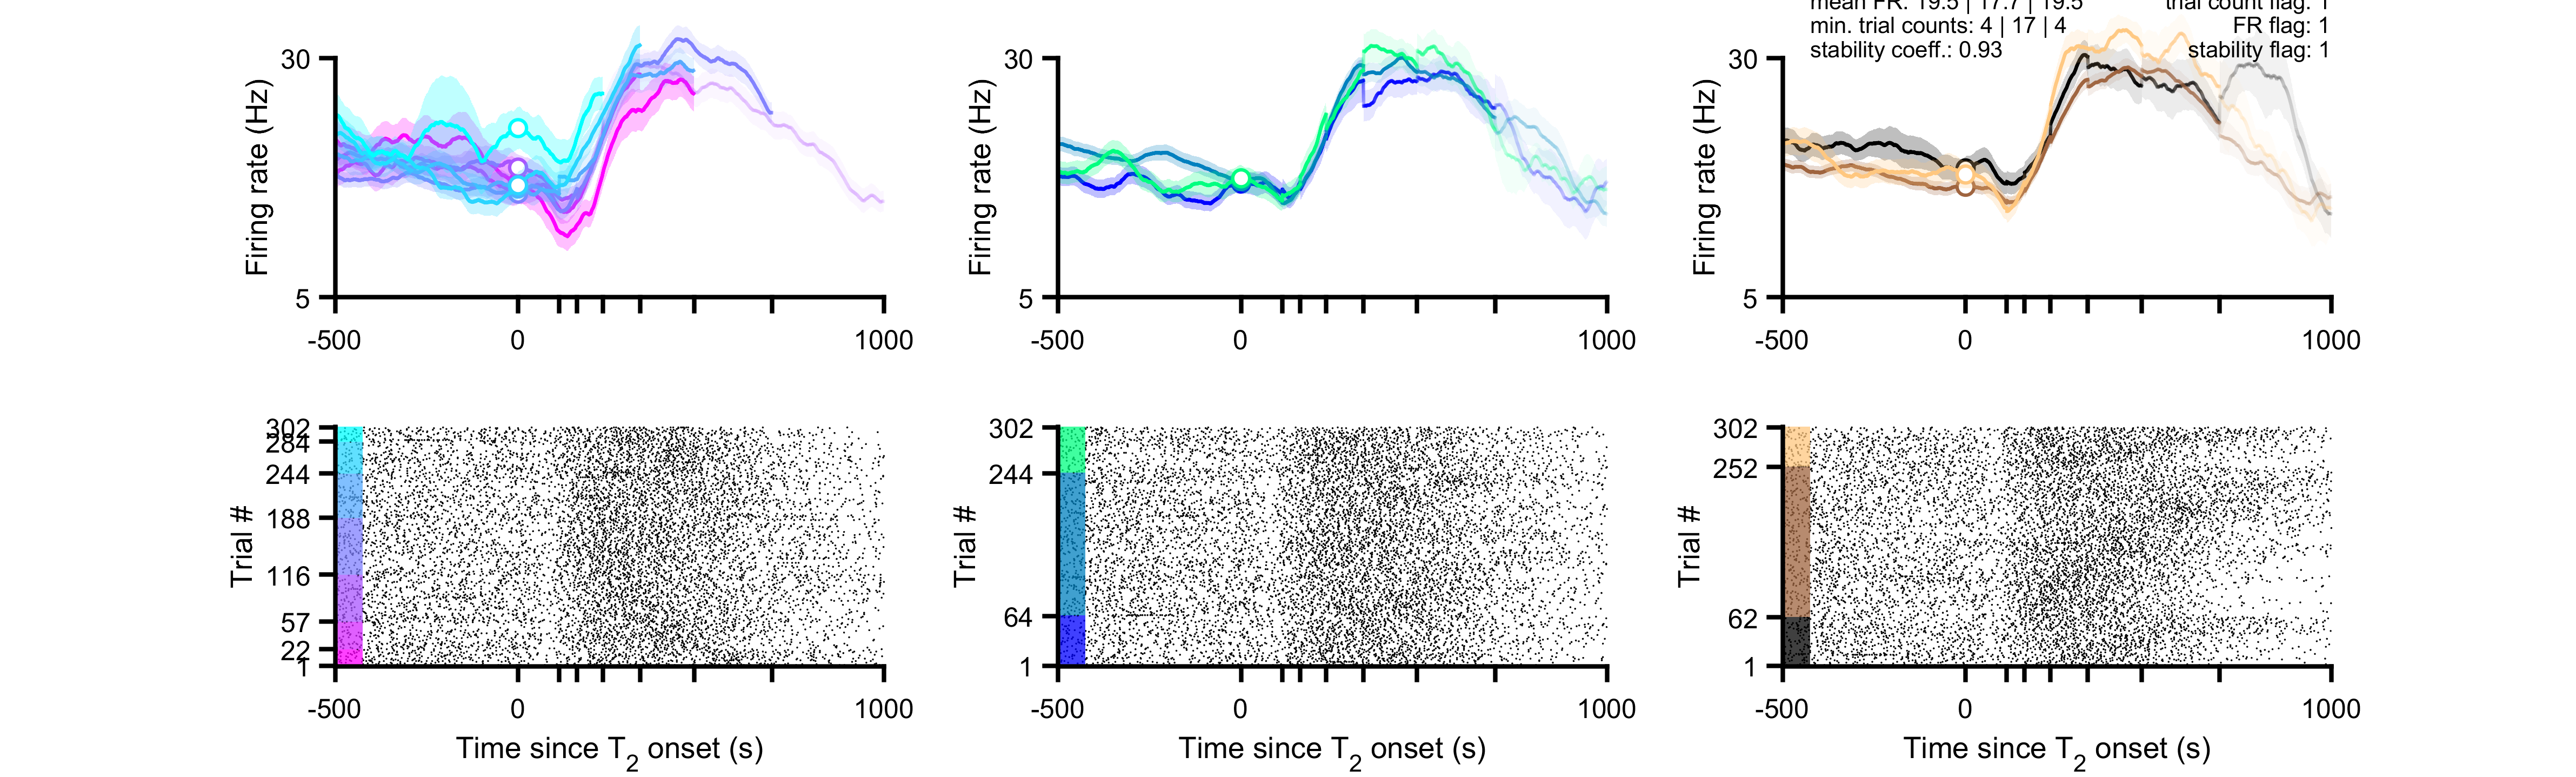 mean FR: 19.5 | 17.7 | 19.5 trial count flag: 1
min. trial counts: 4 | 17 | 4 FR flag: 1
stability coeff.: 0.93 stability flag: 1
30 30 30
Firing rate (Hz) Firing rate (Hz) Firing rate (Hz)
5 5 5
-500 0 1000 -500 0 1000 -500 0 1000
302 302 302
284
244 244 252
188
Trial # Trial # Trial #
116
57 64 62
22
1 1 1
-500 0 1000 -500 0 1000 -500 0 1000
Time since T2 onset (s) Time since T2 onset (s) Time since T2 onset (s)